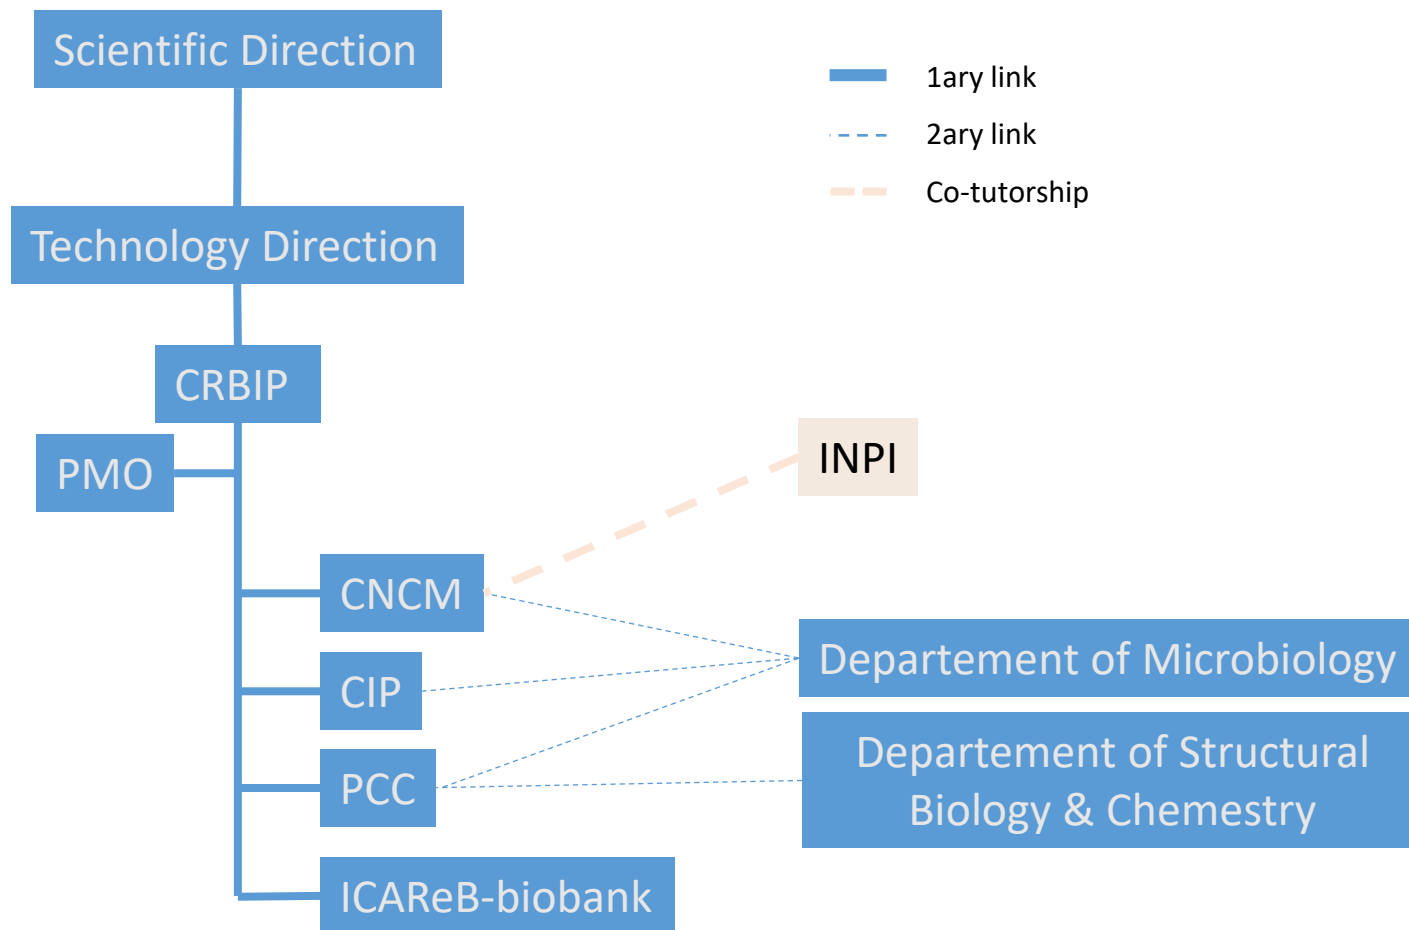 Scientific Direction
1ary link
2ary link
Co-tutorship
Technology Direction
CRBIP
PMO
INPI
CNCM
CIP
PCC
ICAReB-biobank
Departement of Microbiology
Departement of Structural
Biology & Chemestry